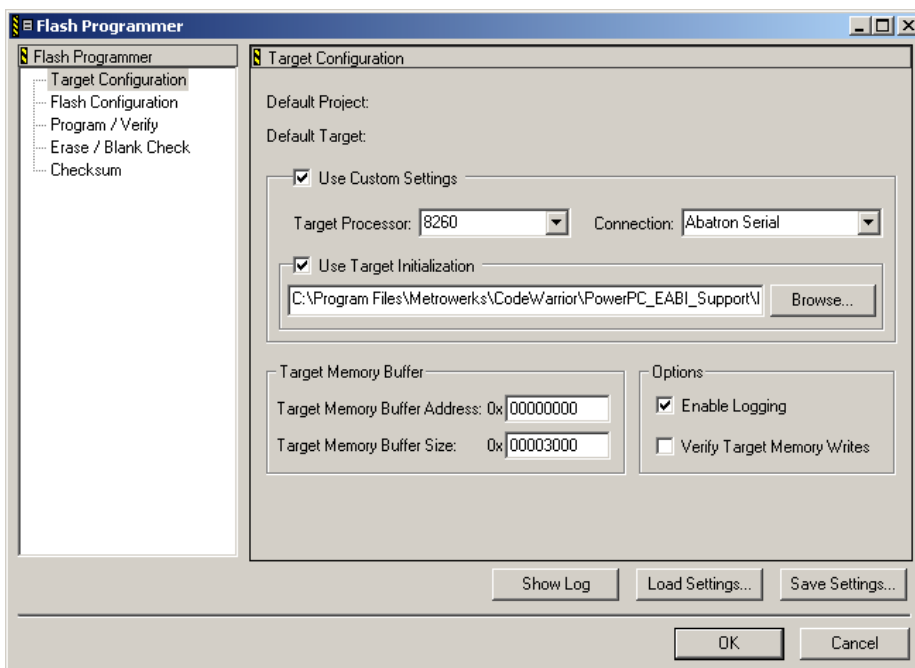 Flash Programmer
Flash Programmer
Target Configuration
Flash Configuration
Program / Verify
Erase / Blank Check
Checksum
Target Configuration
Default Project:
Default Target:
Use Custom Settings
Target Processor: 8260 Connection: Abatron Serial
Use Target Initialization
C:\Program Files\Metrowerks\CodeWarrior\PowerPC_EABI_Support\I Browse...
Target Memory Buffer
Target Memory Buffer Address: 0x 00000000
Target Memory Buffer Size: 0x 00003000
Options
Enable Logging
Verify Target Memory Writes
Show Log Load Settings... Save Settings...
OK Cancel